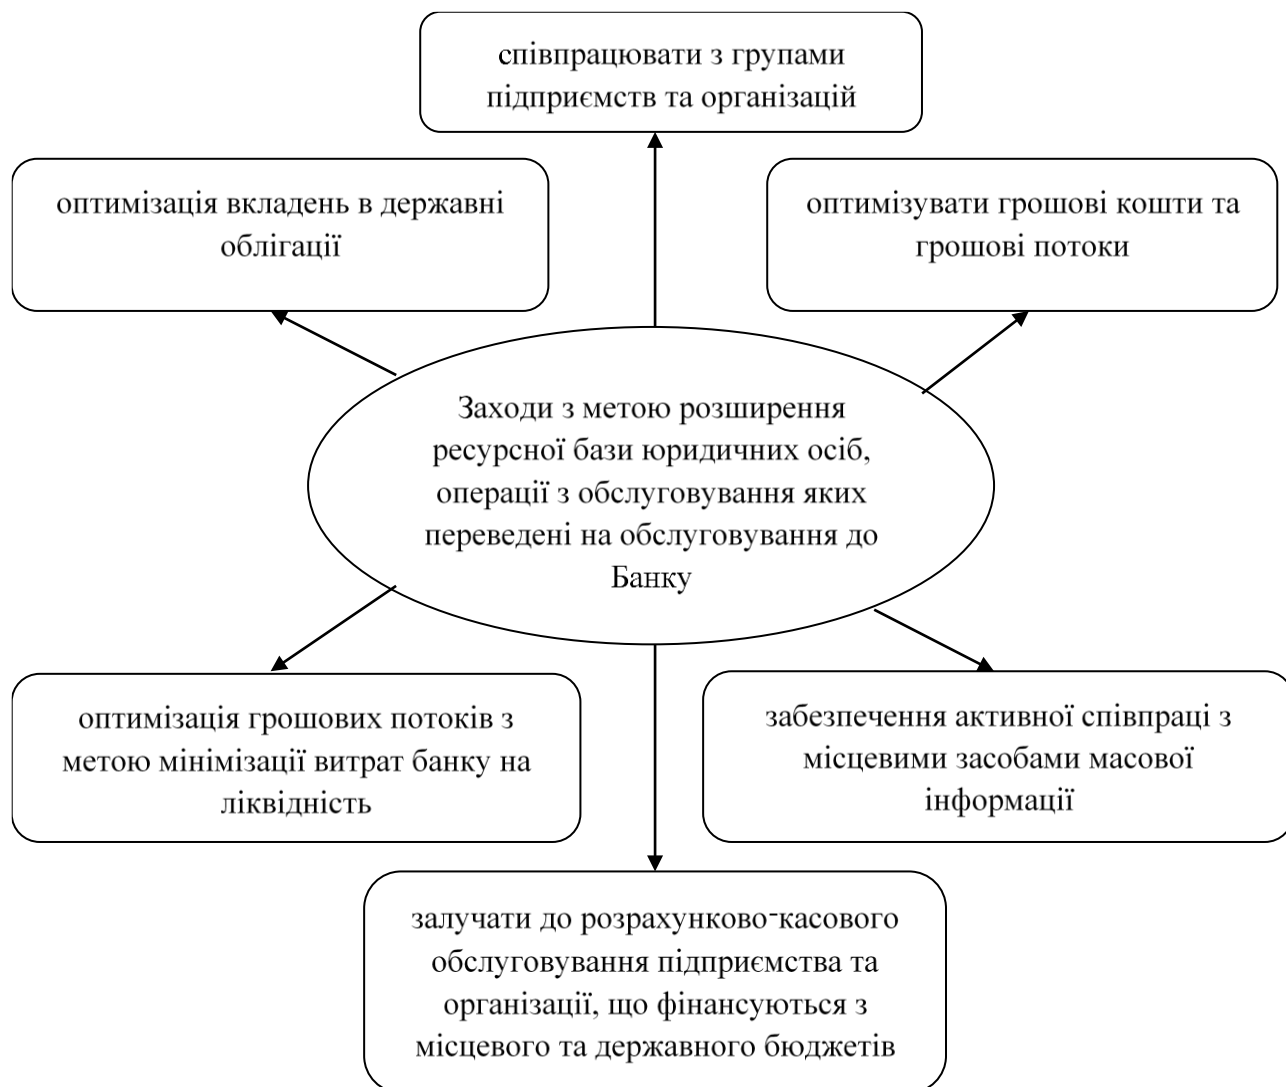 співпрацювати з групами
підприємств та організацій
оптимізація вкладень в державні
облігації
оптимізувати грошові кошти та
грошові потоки
Заходи з метою розширення
ресурсної бази юридичних осіб,
операції з обслуговування яких
переведені на обслуговування до
Банку
оптимізація грошових потоків з
метою мінімізації витрат банку на
ліквідність
забезпечення активної співпраці з
місцевими засобами масової
інформації
залучати до розрахунково-касового
обслуговування підприємства та
організації, що фінансуються з
місцевого та державного бюджетів